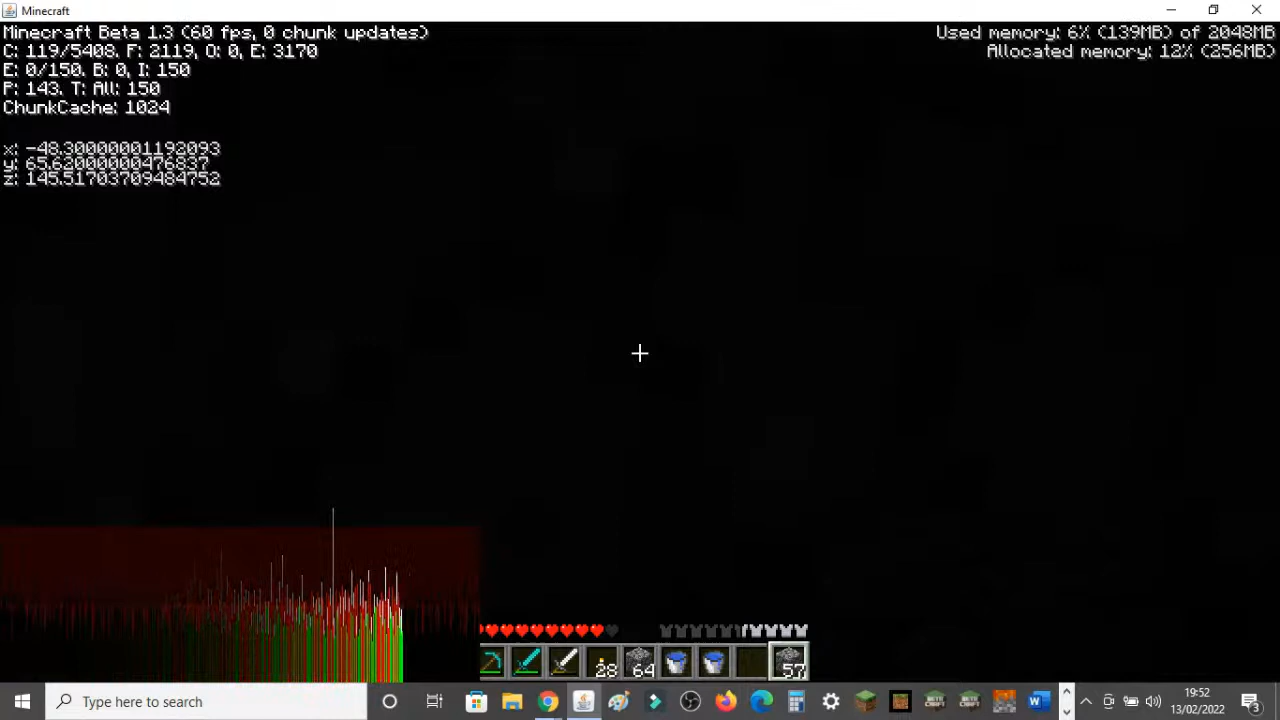 Minecraft
Minecraft Beta 1.3 (60 fps, 0 chunk updates)
C: 119/5408. F: 2119, O: 0, E: 3170
E: 0/150. B: 0, I: 150
P: 143. T: All: 150
ChunkCache: 1024
x: -48.30000001192093
y: 65.62000000476837
z: 145.51703709484752
Used memory: 6% (139MB) of 2048MB
Allocated memory: 12% (256MB)
28
64
57
Type here to search
19:52
13/02/2022
3